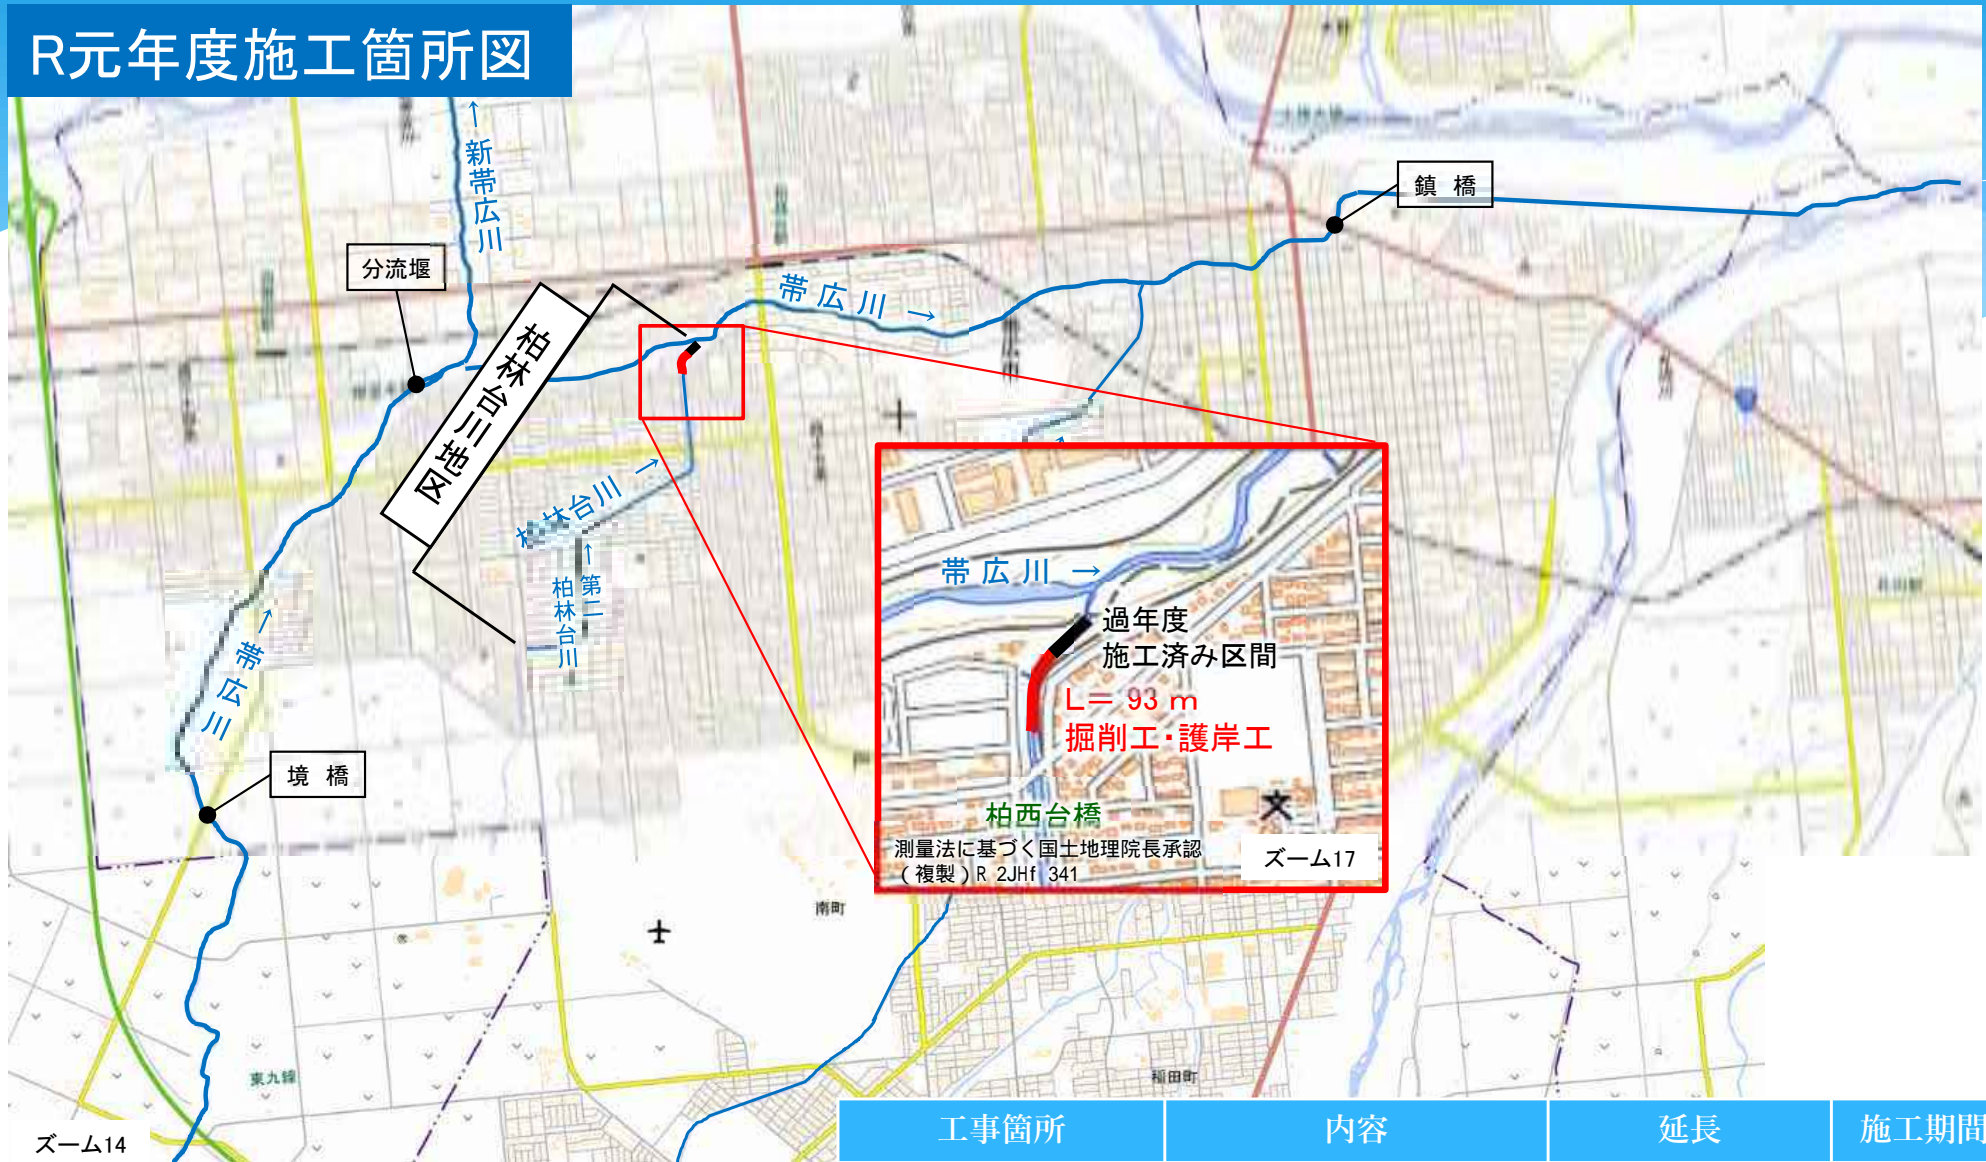 R元年度施工箇所図
←新帯広川
鎮 橋
分流堰
帯広川 →
柏林台川地区
柏林台川 →
←第二
柏林台川
←帯広川
境 橋
帯広川 →
過年度
施工済み区間
L= 93 m
掘削工・護岸工
柏西台橋
測量法に基づく国土地理院長承認
(複製)R 2JHf 341
ズーム17
南町
東九線
稲田町
ズーム14
工事箇所 内容 延長 施工期間